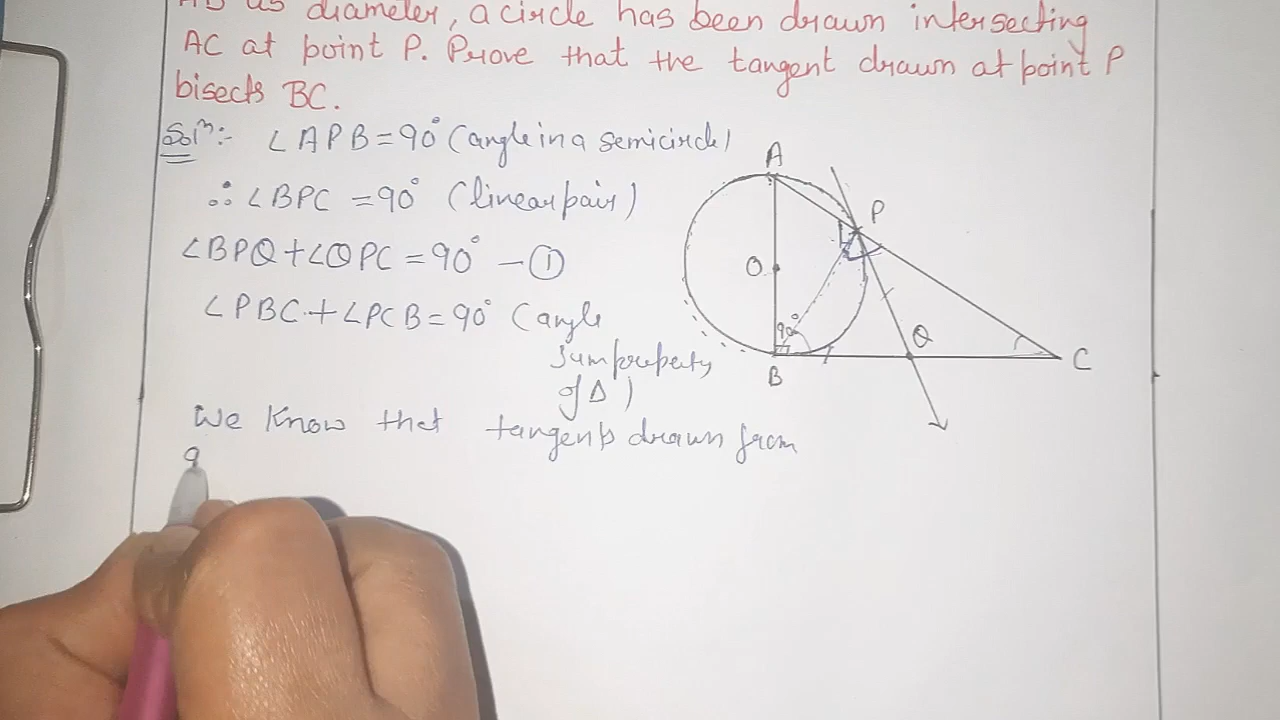 AB as diameter, a circle has been drawn intersecting
AC at point P. Prove that the tangent drawn at point P
bisects BC.
Solⁿ:- ∠APB = 90° (angle in a semicircle)
∴ ∠BPC = 90° (linear pair)
∠BPQ + ∠QPC = 90° – ①
∠PBC + ∠PCB = 90° (angle
sum property
of Δ)
We know that tangents drawn from
a
A
P
O
90°
Q
B
C